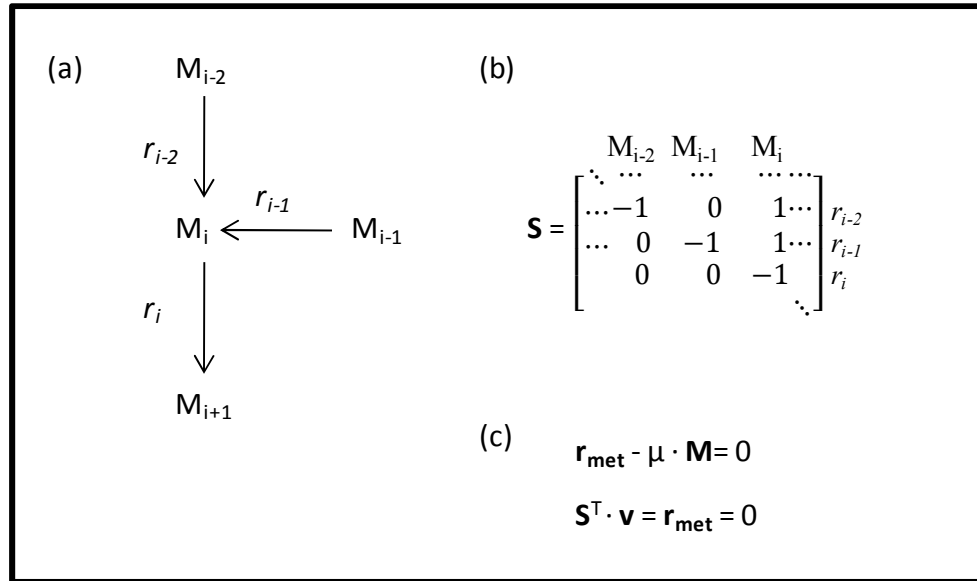 (a)
M_{i-2}
r_{i-2}
r_{i-1}
M_i M_{i-1}
r_i
M_{i+1}
(b)
M_{i-2} M_{i-1} M_i
⋱ ⋯ ⋯ ⋯ ⋯
⋯ −1 0 1 ⋯ r_{i-2}
S = ⋯ 0 −1 1 ⋯ r_{i-1}
0 0 −1 r_i
⋱
(c)
r_met - μ · M= 0
S^T · v = r_met = 0